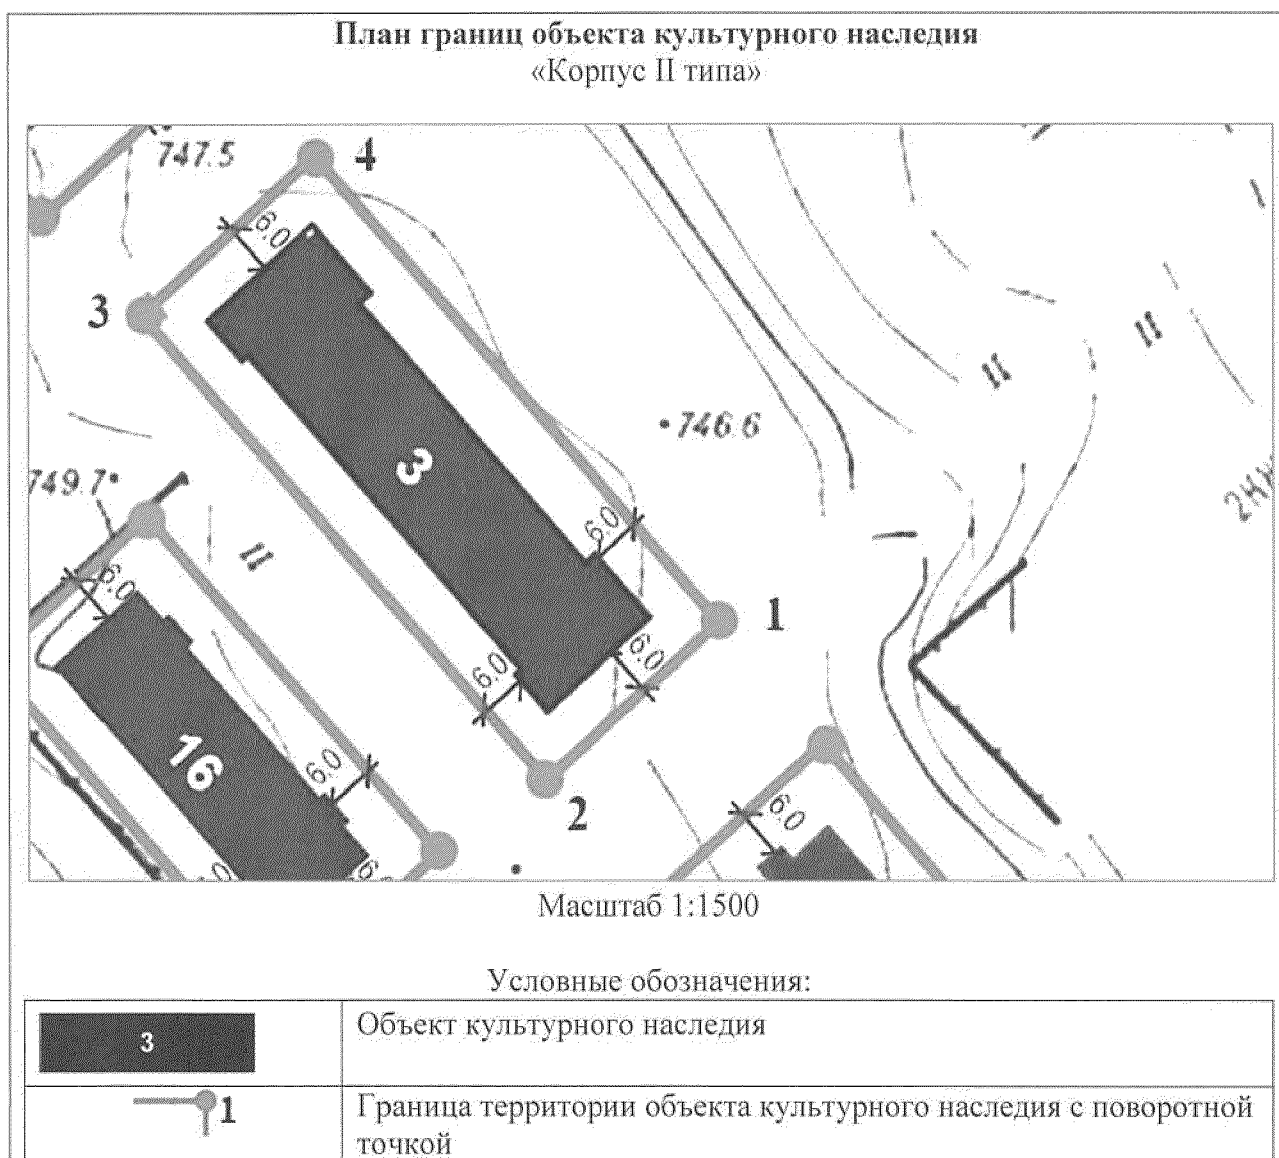 План границ объекта культурного наследия
«Корпус II типа»
747.5
4
6.0
3
3
746.6
749.7
6.0
6.0
1
6.0
6.0
16
6.0
2
6.0
6.0
Масштаб 1:1500
Условные обозначения:
3
Объект культурного наследия
1
Граница территории объекта культурного наследия с поворотной
точкой